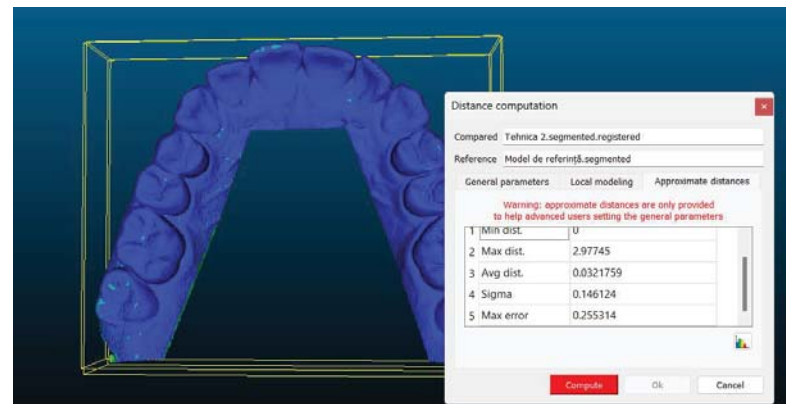 Distance computation
Compared Tehnica 2.segmented.registered
Reference Model de referință.segmented
General parameters Local modeling Approximate distances
Warning: approximate distances are only provided
to help advanced users setting the general parameters
1 Min dist. 0
2 Max dist. 2.97745
3 Avg dist. 0.0321759
4 Sigma 0.146124
5 Max error 0.255314
Compute Ok Cancel